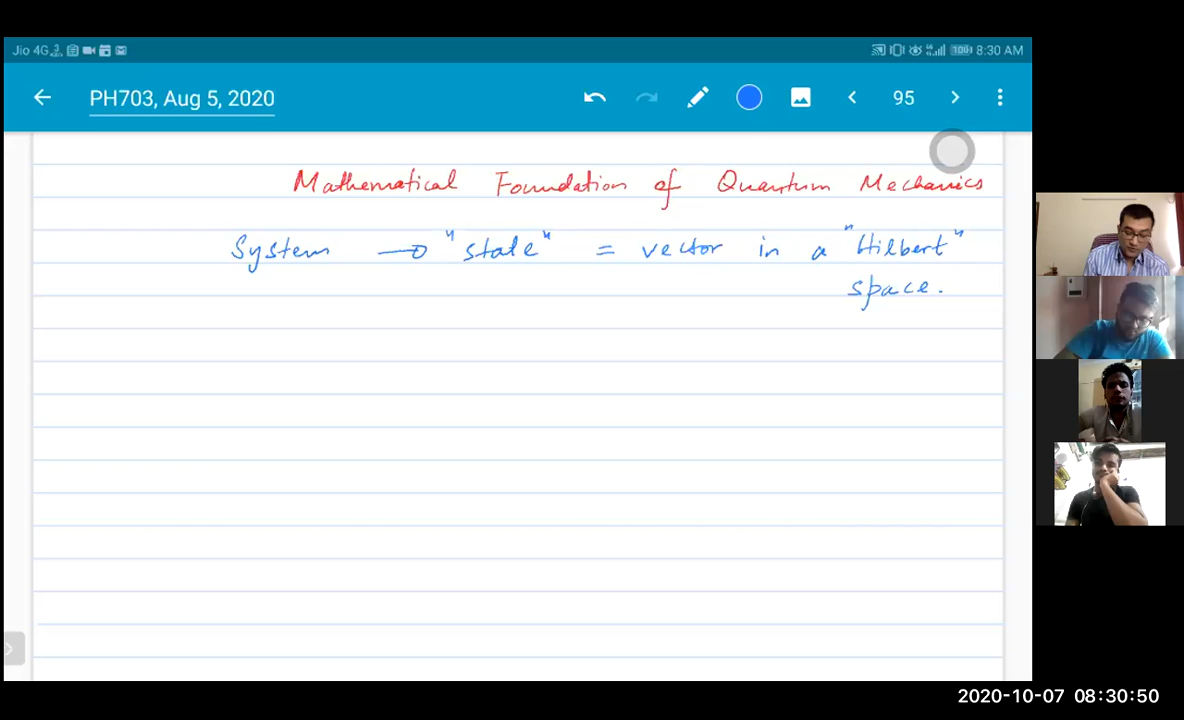 Jio 4G 8:30 AM
PH703, Aug 5, 2020 95
Mathematical Foundation of Quantum Mechanics
System → "state" = vector in a "Hilbert"
space.
2020-10-07 08:30:50